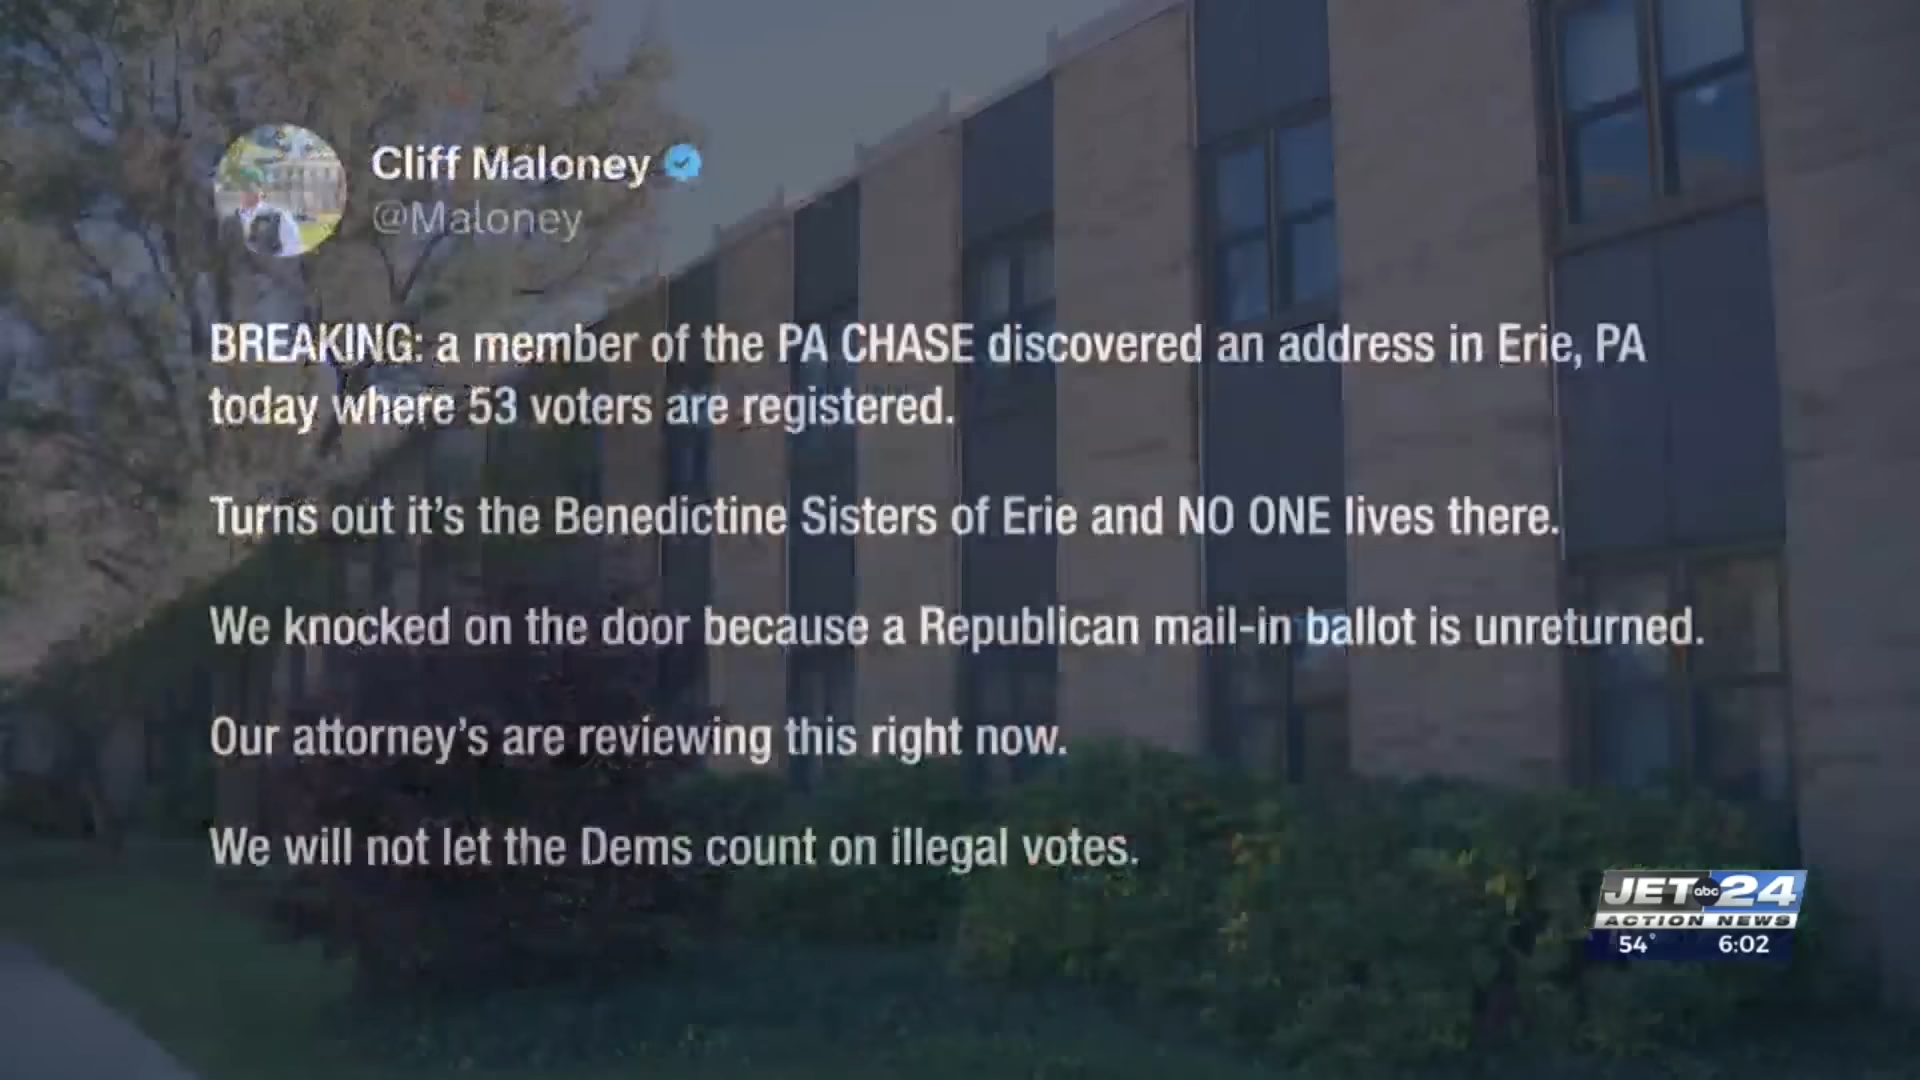 Cliff Maloney
@Maloney
BREAKING: a member of the PA CHASE discovered an address in Erie, PA
today where 53 voters are registered.
Turns out it's the Benedictine Sisters of Erie and NO ONE lives there.
We knocked on the door because a Republican mail-in ballot is unreturned.
Our attorney's are reviewing this right now.
We will not let the Dems count on illegal votes.
JET abc 24
ACTION NEWS
54° 6:02